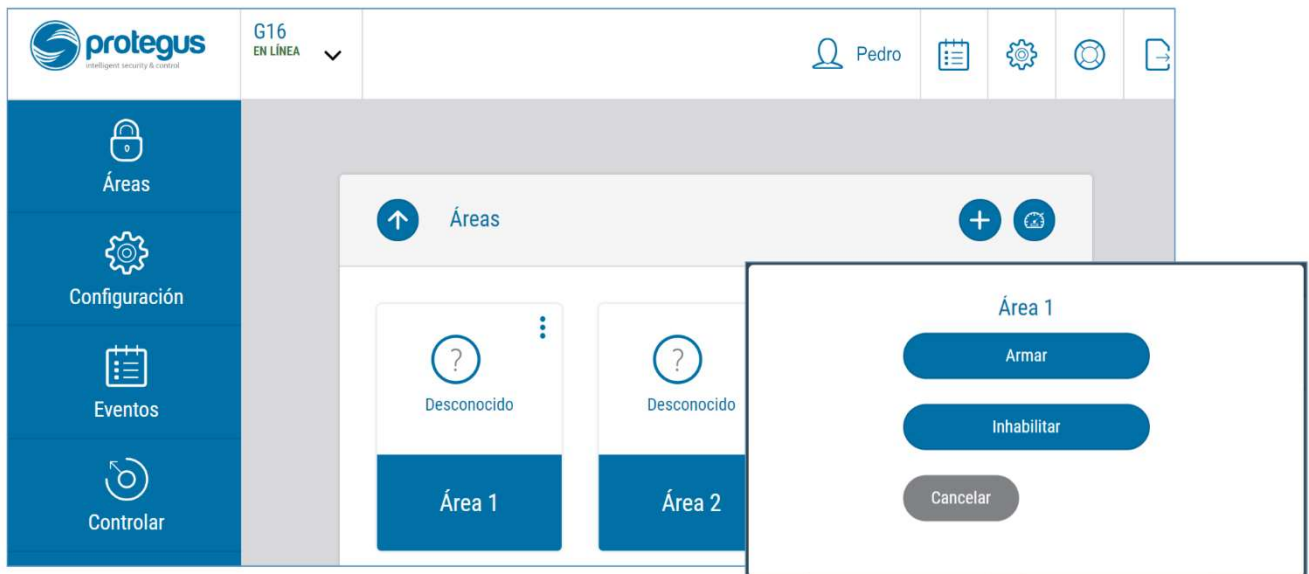 protegus
intelligent security & control
G16
EN LÍNEA
Pedro
Áreas
Configuración
Eventos
Controlar
Áreas
?
Desconocido
Área 1
?
Desconocido
Área 2
Área 1
Armar
Inhabilitar
Cancelar